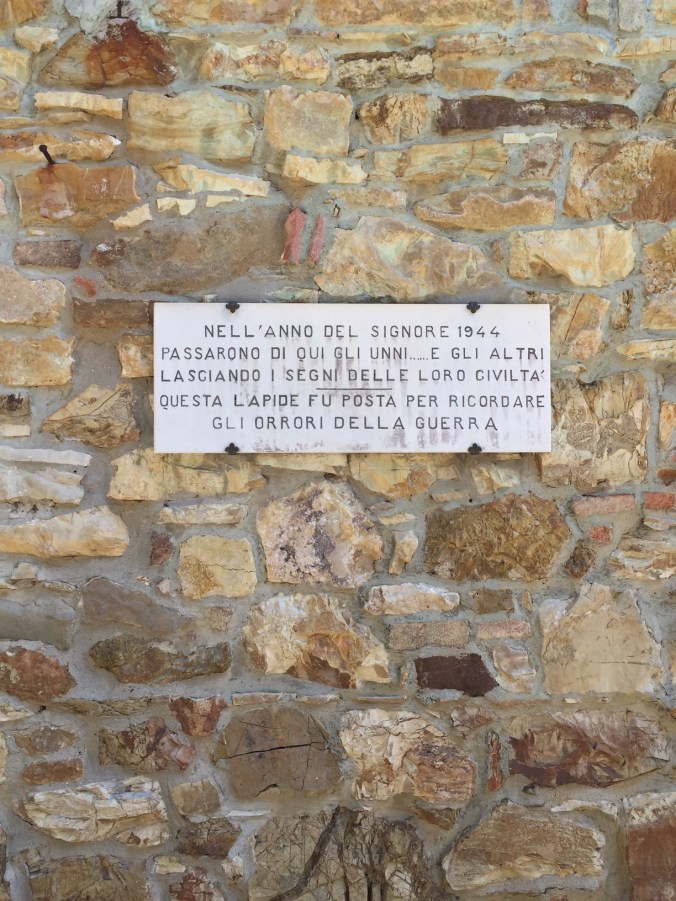 NELL'ANNO DEL SIGNORE 1944
PASSARONO DI QUI GLI UNNI......E GLI ALTRI
LASCIANDO I SEGNI DELLE LORO CIVILTA'
QUESTA LAPIDE FU POSTA PER RICORDARE
GLI ORRORI DELLA GUERRA